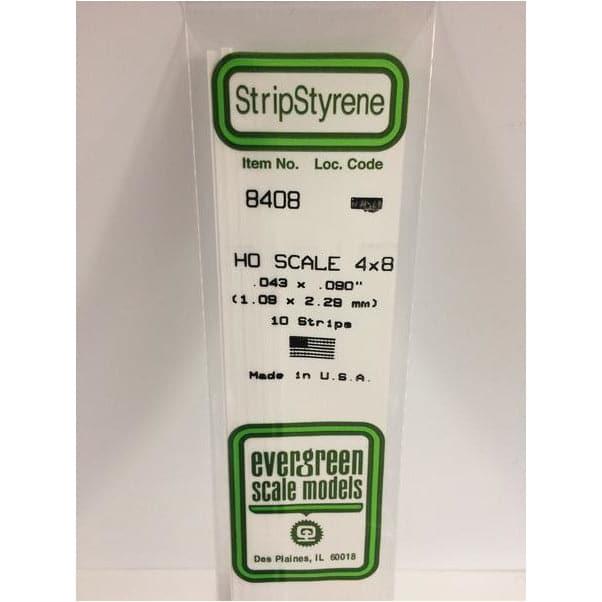 StripStyrene
Item No. Loc. Code
8408
HO SCALE 4x8
.043 x .090"
(1.09 x 2.29 mm)
10 Strips
Made in U.S.A.
evergreen
scale models
Des Plaines, IL 60018